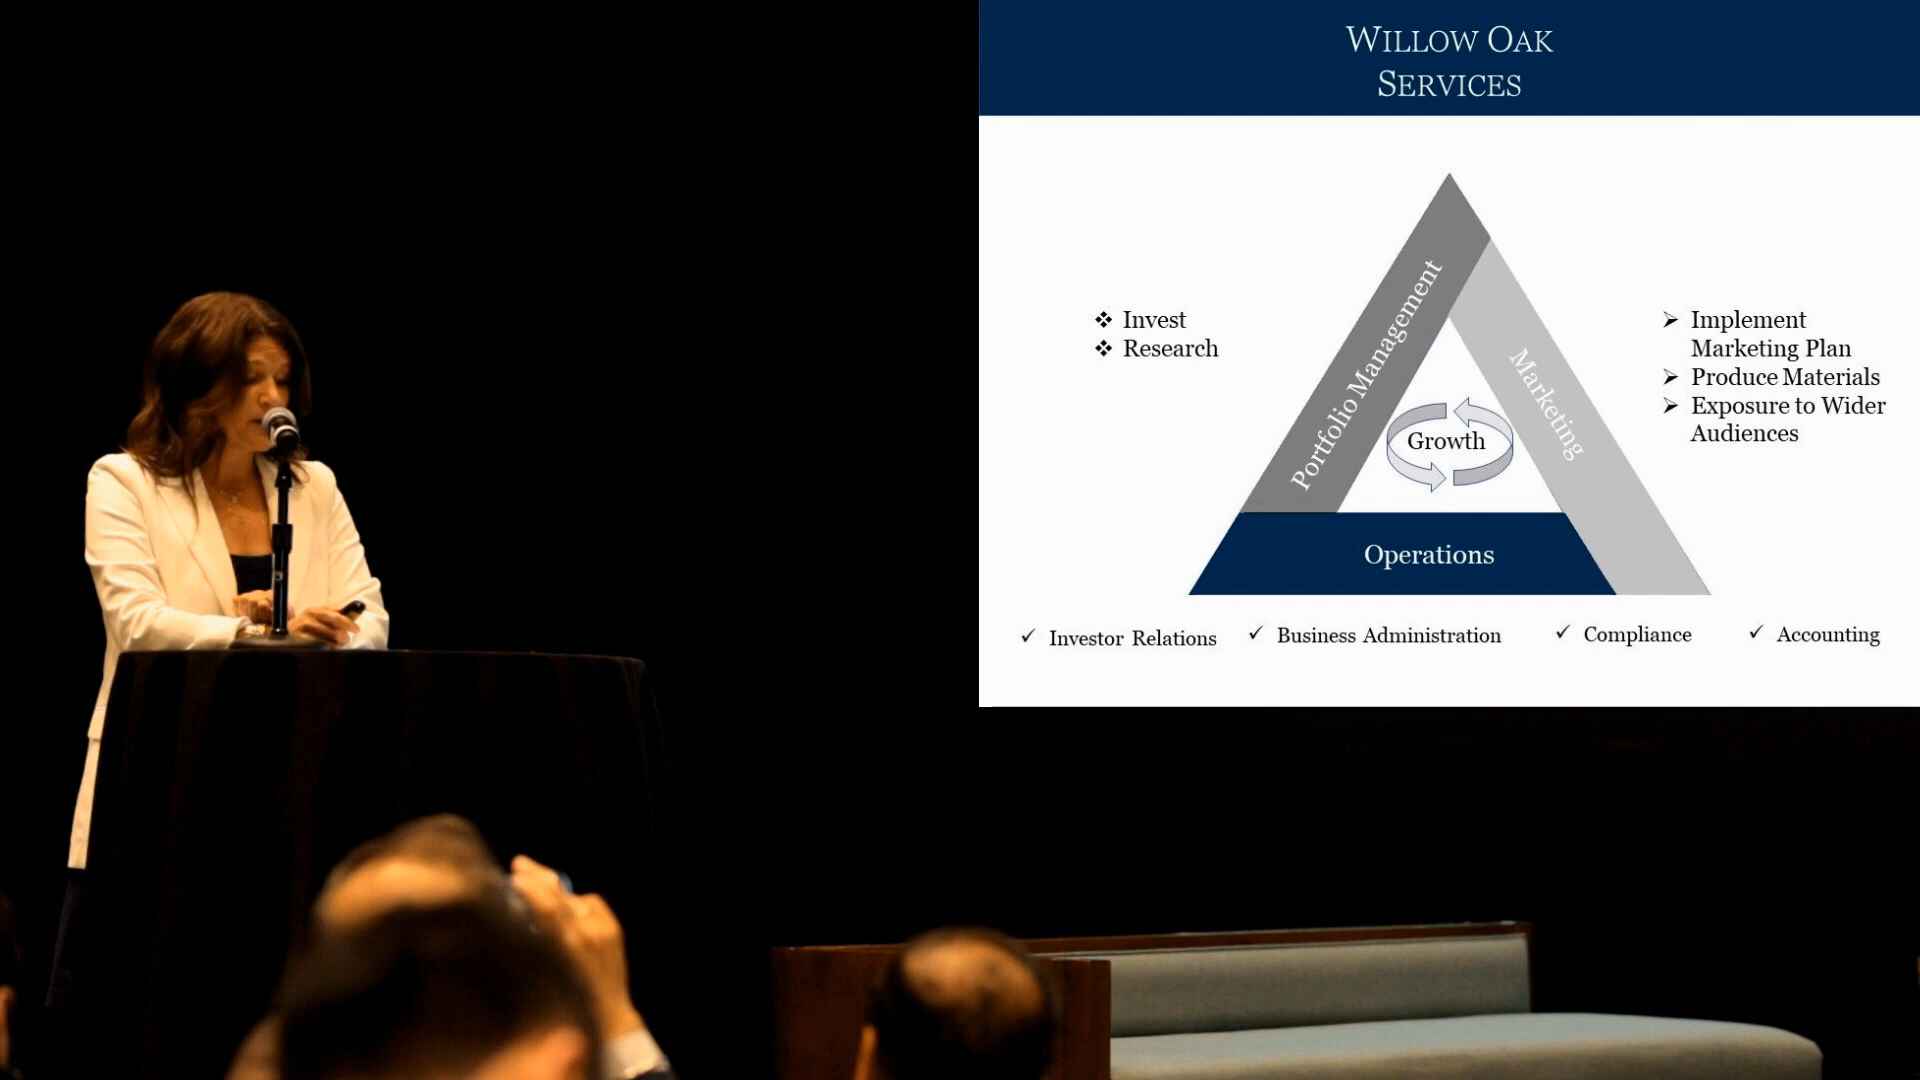 WILLOW OAK
SERVICES
Invest
Research
Portfolio Management
Marketing
Growth
Operations
Implement
Marketing Plan
Produce Materials
Exposure to Wider
Audiences
Investor Relations
Business Administration
Compliance
Accounting